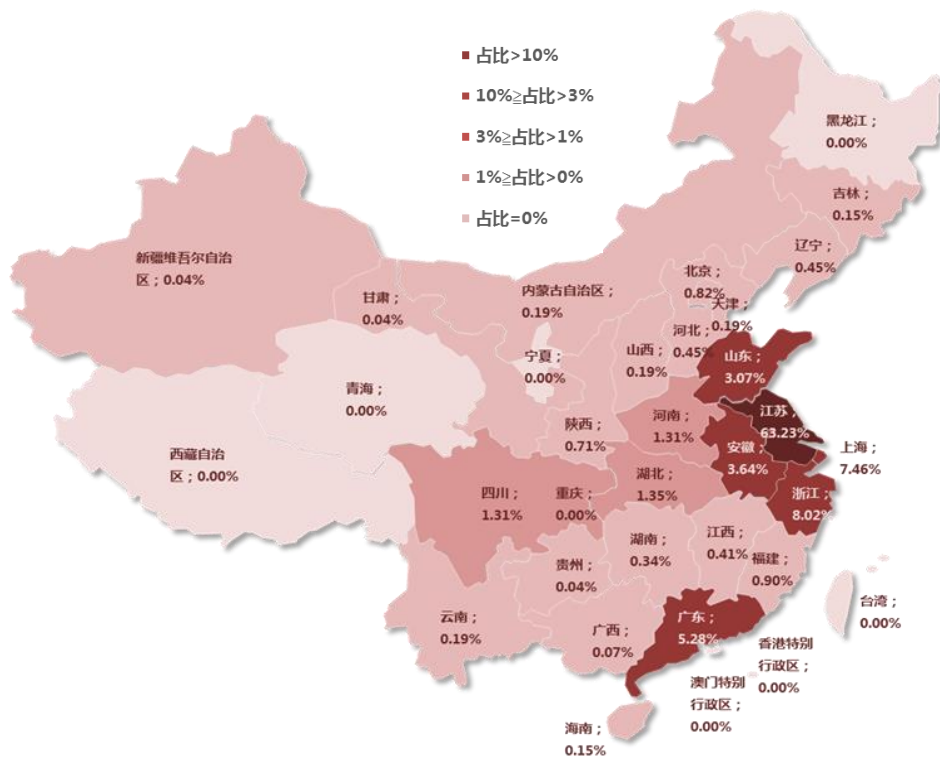 占比>10%
10%≧占比>3%
3%≧占比>1%
1%≧占比>0%
占比=0%
黑龙江；
0.00%
吉林；
0.15%
辽宁；
0.45%
北京；
0.82%
天津；
0.19%
新疆维吾尔自治
区；0.04%
甘肃；
0.04%
内蒙古自治区；
0.19%
河北；
0.45%
宁夏；
0.00%
山西；
0.19%
山东；
3.07%
青海；
0.00%
陕西；
0.71%
河南；
1.31%
江苏；
63.23%
西藏自治
区；0.00%
安徽；
3.64%
上海；
7.46%
四川；
1.31%
重庆；
0.00%
湖北；
1.35%
浙江；
8.02%
湖南；
0.34%
江西；
0.41%
贵州；
0.04%
福建；
0.90%
云南；
0.19%
广西；
0.07%
广东；
5.28%
台湾；
0.00%
香港特别
行政区；
0.00%
澳门特别
行政区；
0.00%
海南；
0.15%